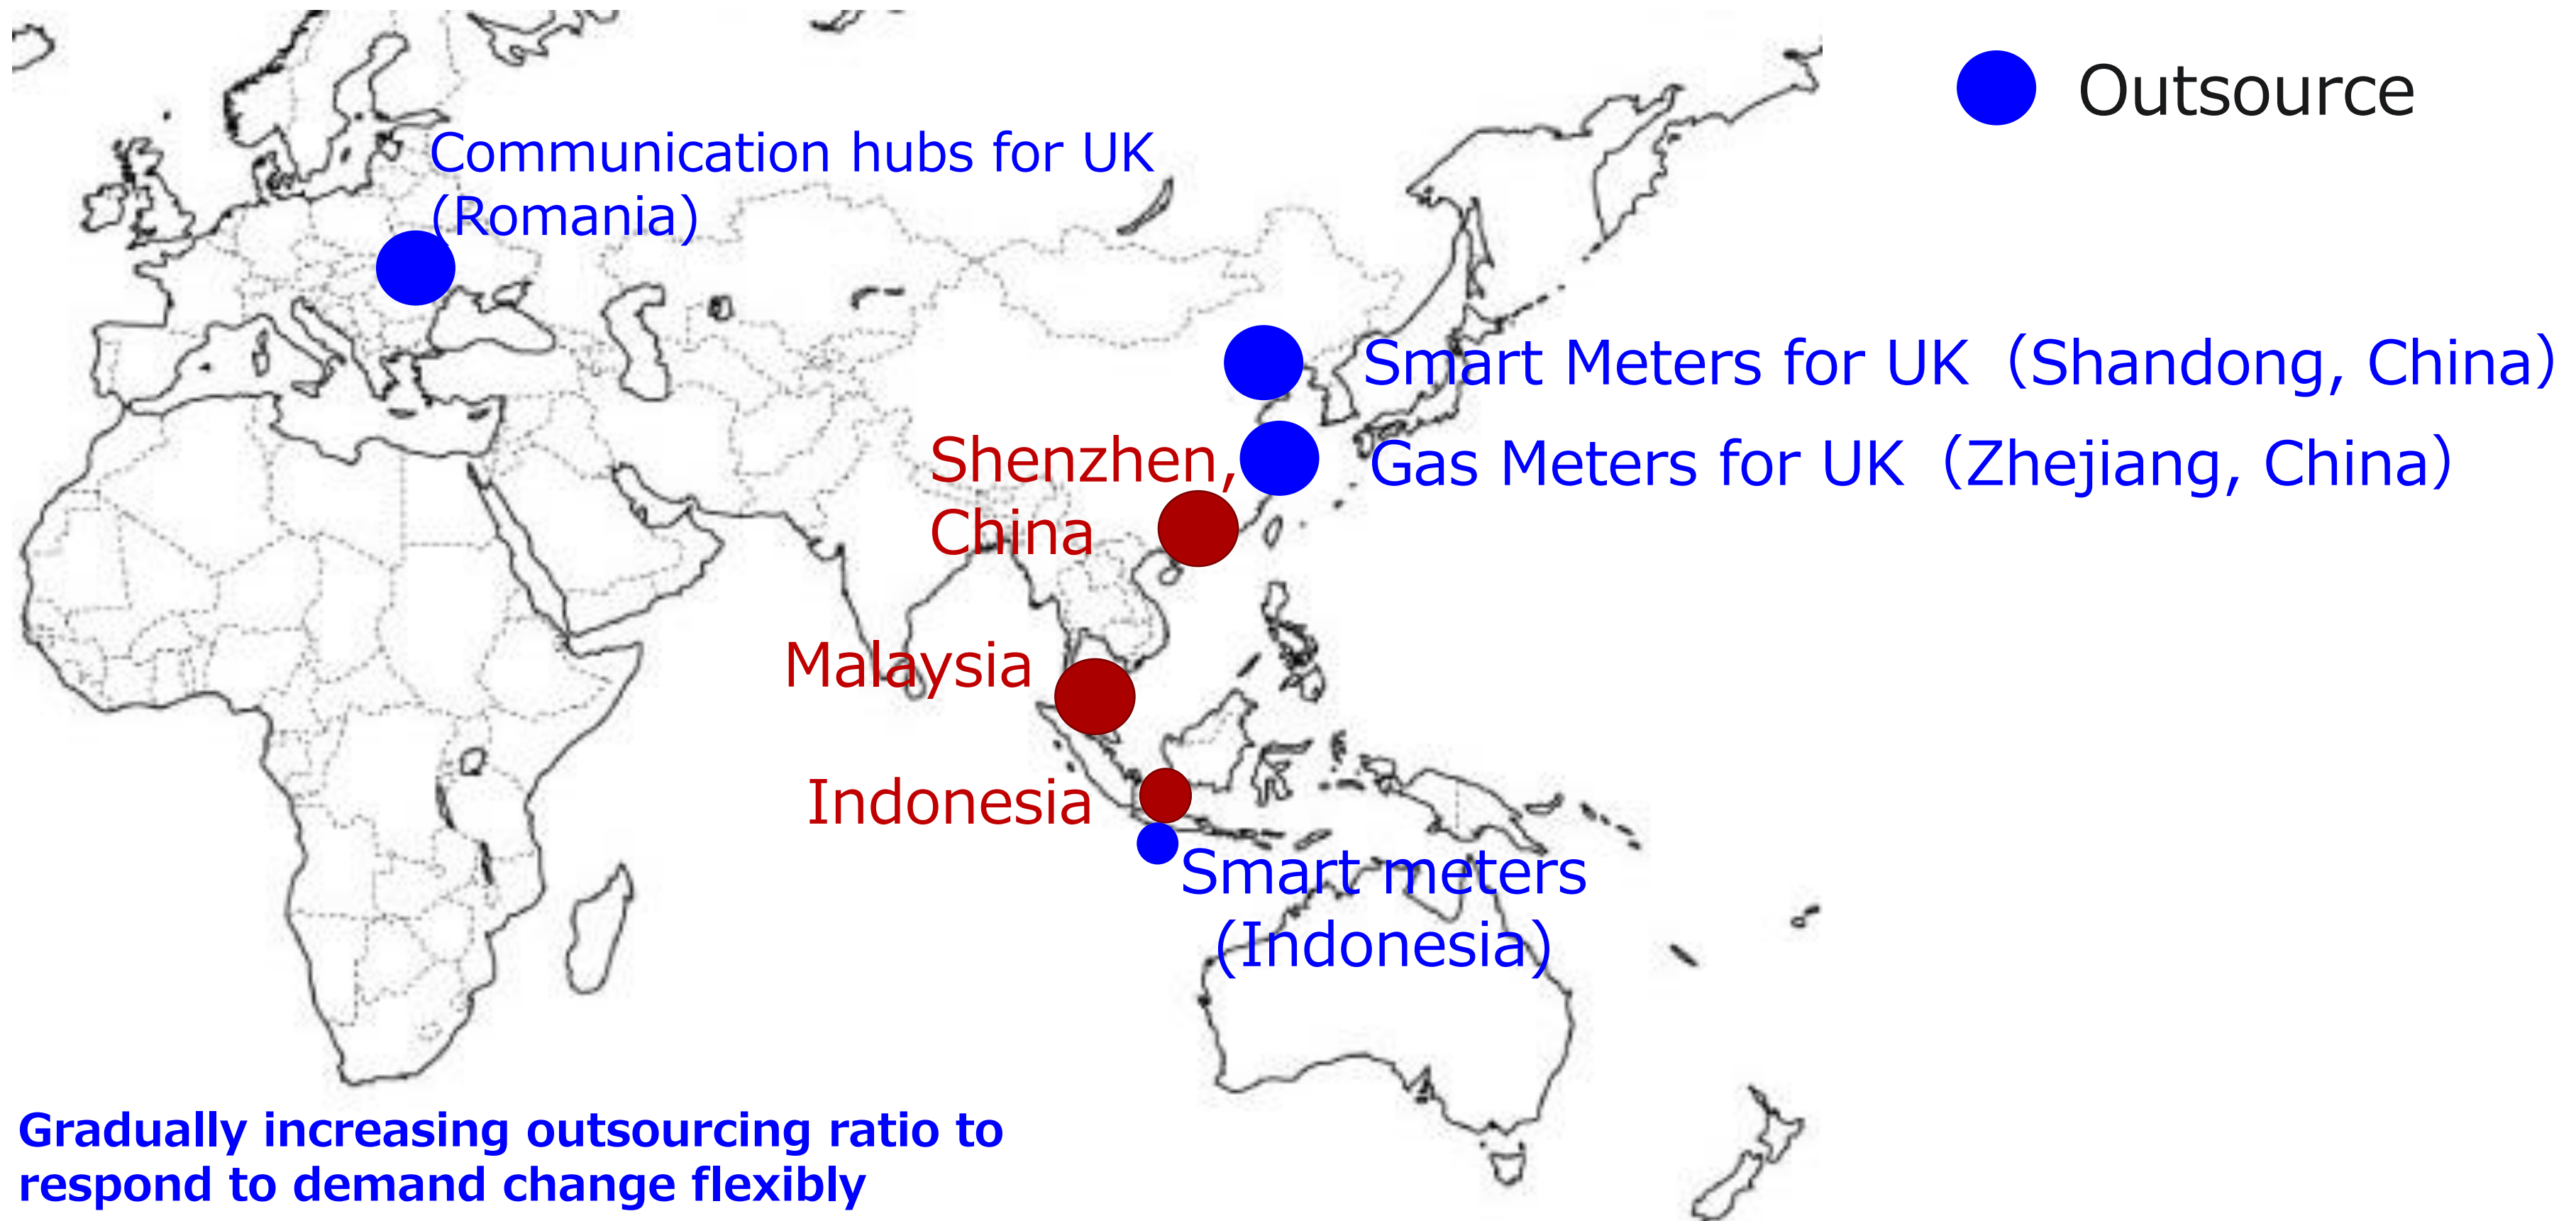 Outsource
Communication hubs for UK
(Romania)
Smart Meters for UK（Shandong, China）
Gas Meters for UK（Zhejiang, China）
Shenzhen,
China
Malaysia
Indonesia
Smart meters
(Indonesia)
Gradually increasing outsourcing ratio to
respond to demand change flexibly